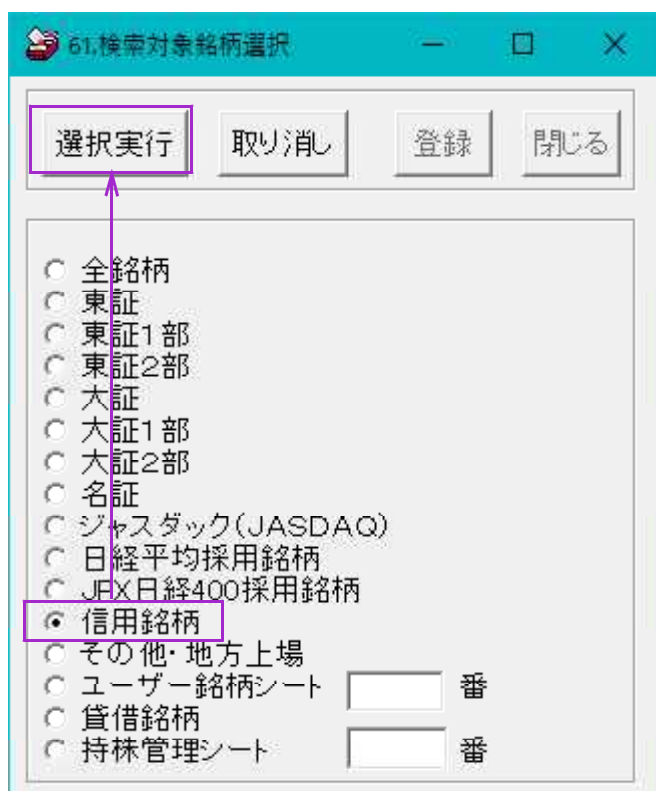 61.検索対象銘柄選択
選択実行 取り消し 登録 閉じる
全銘柄
東証
東証1部
東証2部
大証
大証1部
大証2部
名証
ジャスダック(JASDAQ)
日経平均採用銘柄
JPX日経400採用銘柄
信用銘柄
その他・地方上場
ユーザー銘柄シート 番
貸借銘柄
持株管理シート 番